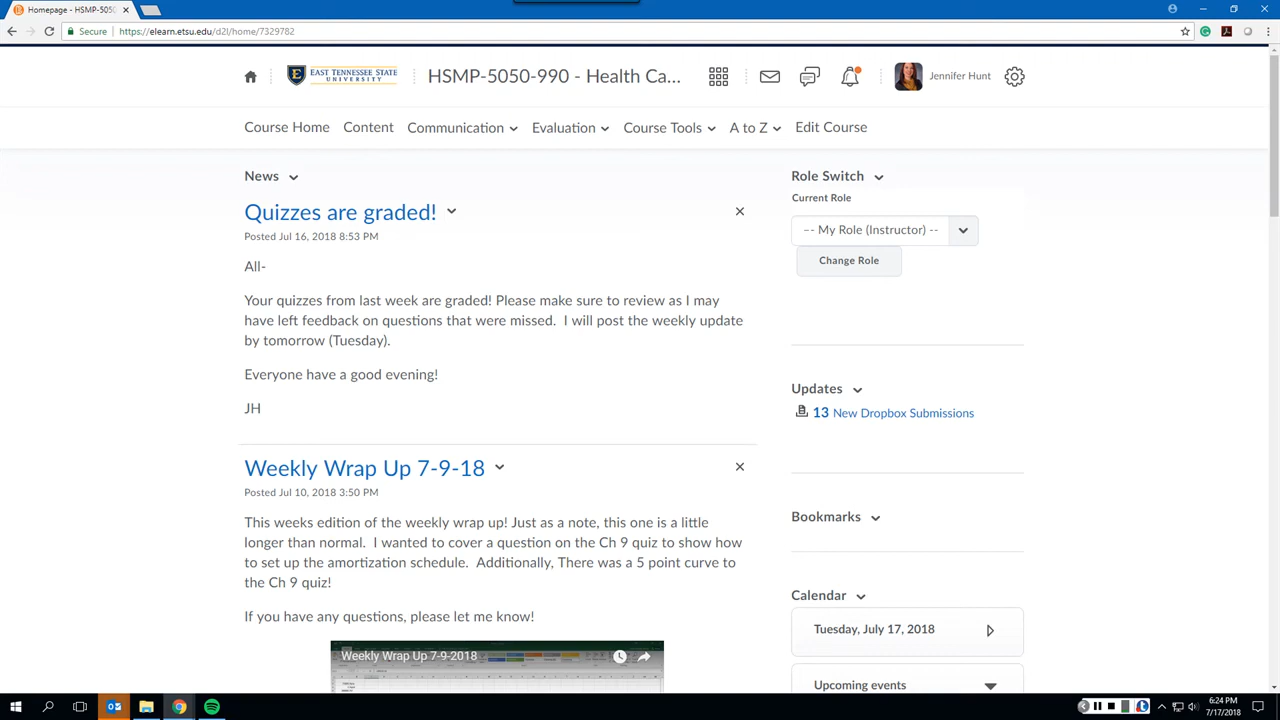 Homepage - HSMP-5050
Secure
https://elearn.etsu.edu/d2l/home/7329782
EAST TENNESSEE STATE
UNIVERSITY
HSMP-5050-990 - Health Ca...
Jennifer Hunt
Course Home
Content
Communication
Evaluation
Course Tools
A to Z
Edit Course
News
Quizzes are graded!
Posted Jul 16, 2018 8:53 PM
All-
Your quizzes from last week are graded! Please make sure to review as I may
have left feedback on questions that were missed.  I will post the weekly update
by tomorrow (Tuesday).
Everyone have a good evening!
JH
Weekly Wrap Up 7-9-18
Posted Jul 10, 2018 3:50 PM
This weeks edition of the weekly wrap up! Just as a note, this one is a little
longer than normal.  I wanted to cover a question on the Ch 9 quiz to show how
to set up the amortization schedule.  Additionally, There was a 5 point curve to
the Ch 9 quiz!
If you have any questions, please let me know!
Weekly Wrap Up 7-9-2018
Role Switch
Current Role
-- My Role (Instructor) --
Change Role
Updates
13 New Dropbox Submissions
Bookmarks
Calendar
Tuesday, July 17, 2018
Upcoming events
6:24 PM
7/17/2018